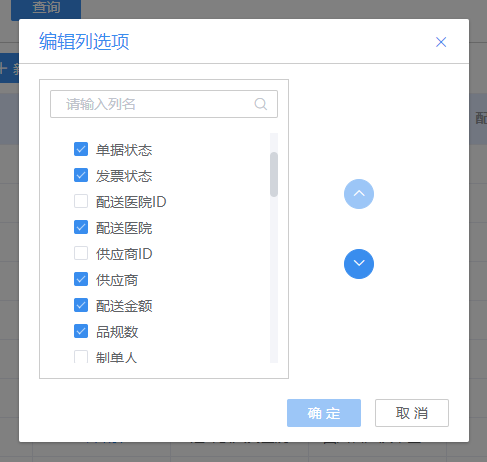 查询
编辑列选项
请输入列名
单据状态
发票状态
配送医院ID
配送医院
供应商ID
供应商
配送金额
品规数
制单人
确 定
取 消